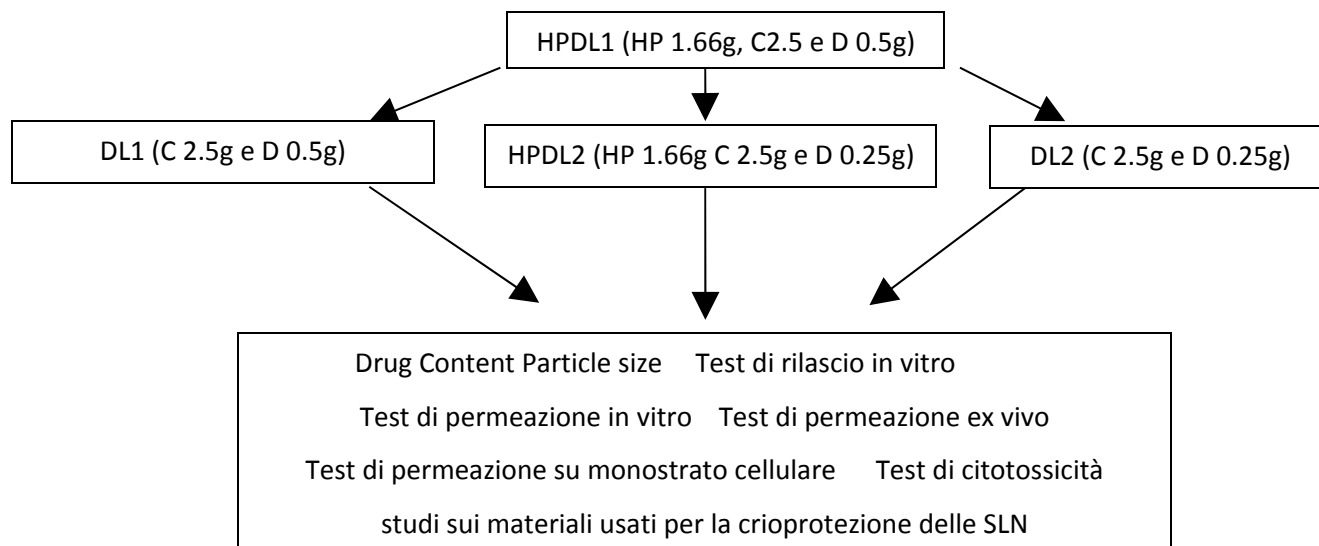 HPDL1 (HP 1.66g, C2.5 e D 0.5g)
DL1 (C 2.5g e D 0.5g)
HPDL2 (HP 1.66g C 2.5g e D 0.25g)
DL2 (C 2.5g e D 0.25g)
Drug Content Particle size Test di rilascio in vitro
Test di permeazione in vitro Test di permeazione ex vivo
Test di permeazione su monostrato cellulare Test di citotossicità
studi sui materiali usati per la crioprotezione delle SLN